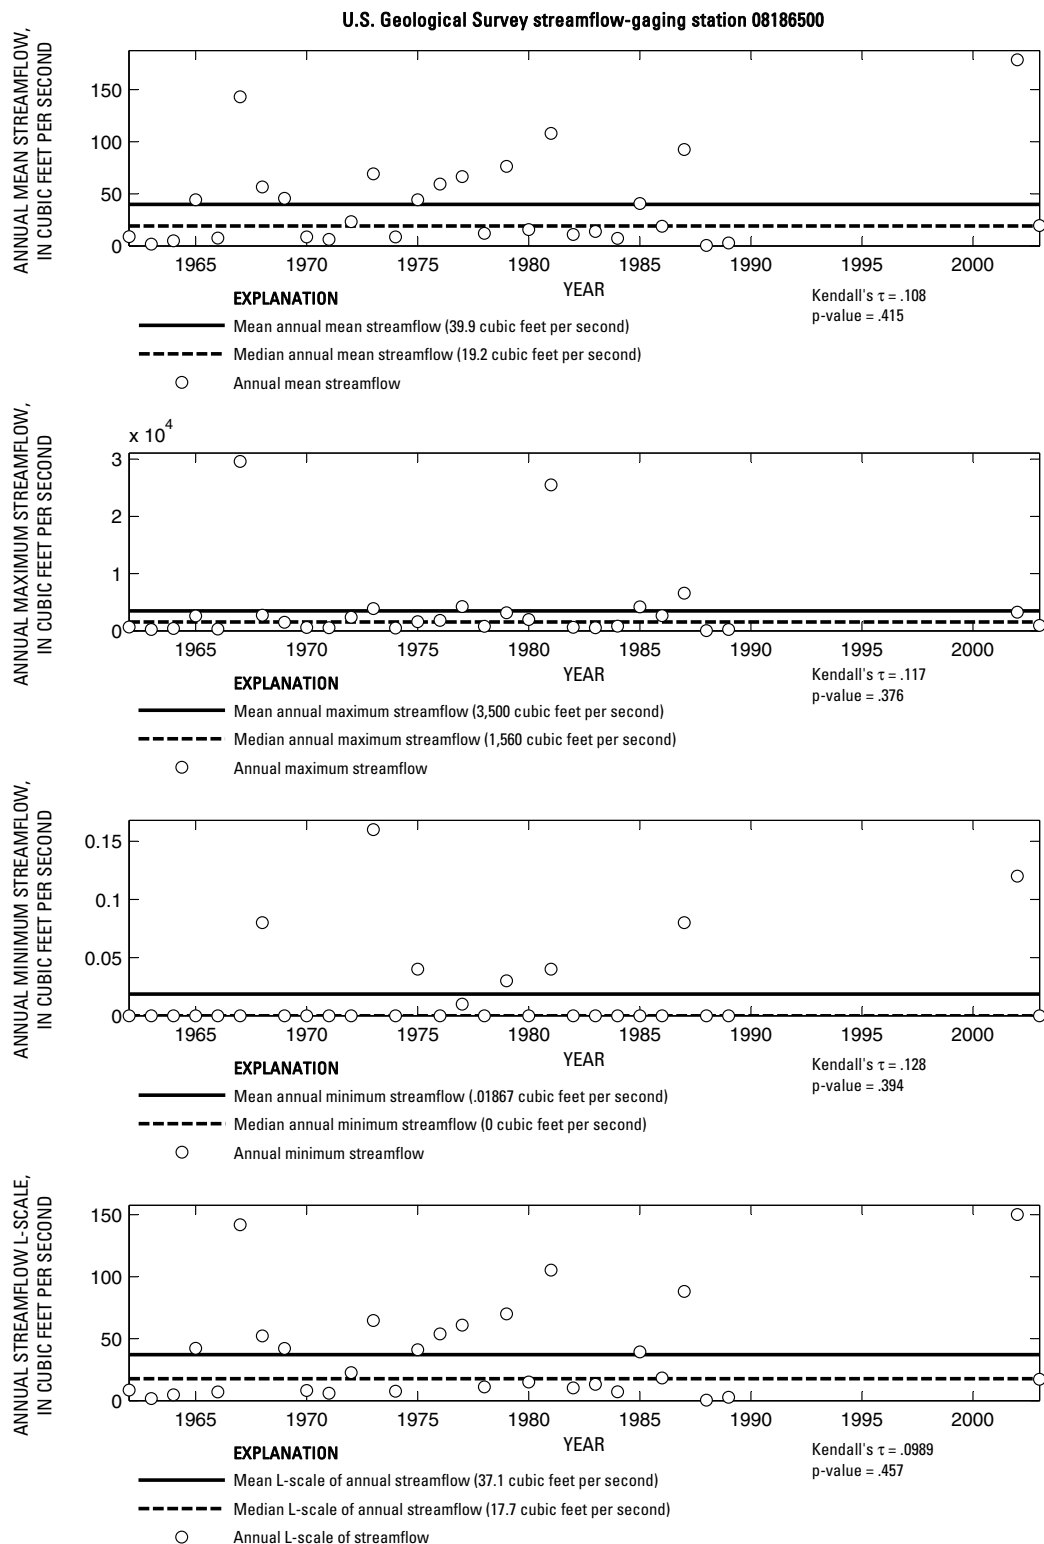 U.S. Geological Survey streamflow-gaging station 08186500
ANNUAL MEAN STREAMFLOW,
IN CUBIC FEET PER SECOND
150
100
50
0
1965 1970 1975 1980 1985 1990 1995 2000
YEAR
Kendall's τ = .108
p-value = .415
EXPLANATION
Mean annual mean streamflow (39.9 cubic feet per second)
Median annual mean streamflow (19.2 cubic feet per second)
Annual mean streamflow
ANNUAL MAXIMUM STREAMFLOW,
IN CUBIC FEET PER SECOND
x 10^4
3
2
1
0
1965 1970 1975 1980 1985 1990 1995 2000
YEAR
Kendall's τ = .117
p-value = .376
EXPLANATION
Mean annual maximum streamflow (3,500 cubic feet per second)
Median annual maximum streamflow (1,560 cubic feet per second)
Annual maximum streamflow
ANNUAL MINIMUM STREAMFLOW,
IN CUBIC FEET PER SECOND
0.15
0.1
0.05
0
1965 1970 1975 1980 1985 1990 1995 2000
YEAR
Kendall's τ = .128
p-value = .394
EXPLANATION
Mean annual minimum streamflow (.01867 cubic feet per second)
Median annual minimum streamflow (0 cubic feet per second)
Annual minimum streamflow
ANNUAL STREAMFLOW L-SCALE,
IN CUBIC FEET PER SECOND
150
100
50
0
1965 1970 1975 1980 1985 1990 1995 2000
YEAR
Kendall's τ = .0989
p-value = .457
EXPLANATION
Mean L-scale of annual streamflow (37.1 cubic feet per second)
Median L-scale of annual streamflow (17.7 cubic feet per second)
Annual L-scale of streamflow